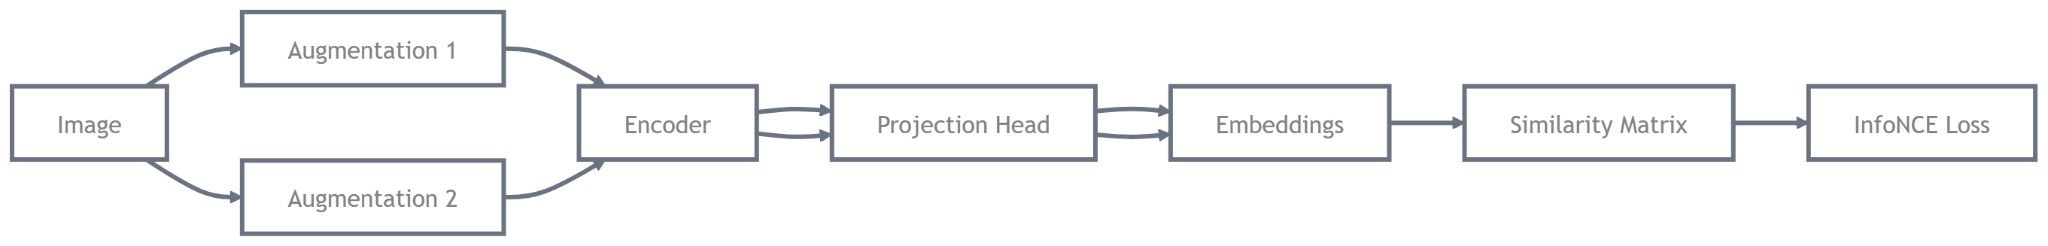 Image
Augmentation 1
Augmentation 2
Encoder
Projection Head
Embeddings
Similarity Matrix
InfoNCE Loss